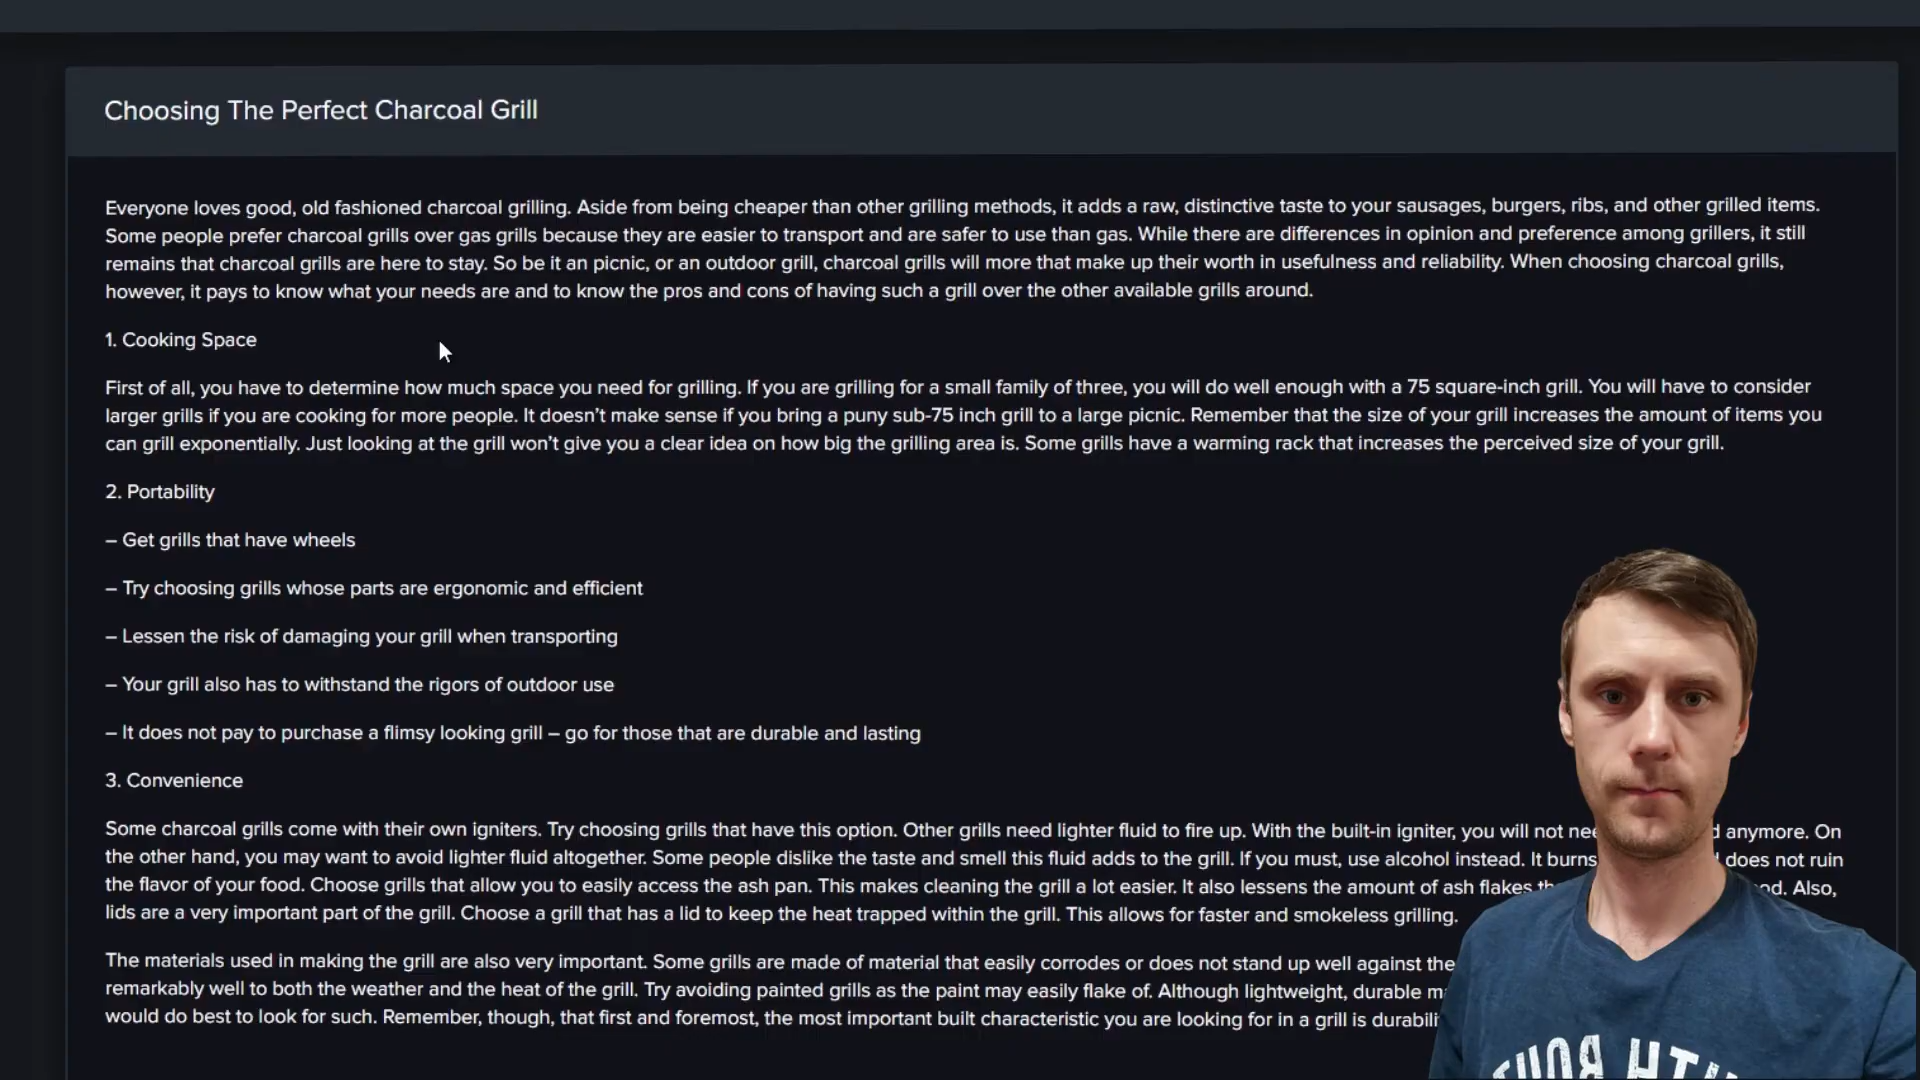 Choosing The Perfect Charcoal Grill
Everyone loves good, old fashioned charcoal grilling. Aside from being cheaper than other grilling methods, it adds a raw, distinctive taste to your sausages, burgers, ribs, and other grilled items.
Some people prefer charcoal grills over gas grills because they are easier to transport and are safer to use than gas. While there are differences in opinion and preference among grillers, it still
remains that charcoal grills are here to stay. So be it an picnic, or an outdoor grill, charcoal grills will more that make up their worth in usefulness and reliability. When choosing charcoal grills,
however, it pays to know what your needs are and to know the pros and cons of having such a grill over the other available grills around.
1. Cooking Space
First of all, you have to determine how much space you need for grilling. If you are grilling for a small family of three, you will do well enough with a 75 square-inch grill. You will have to consider
larger grills if you are cooking for more people. It doesn’t make sense if you bring a puny sub-75 inch grill to a large picnic. Remember that the size of your grill increases the amount of items you
can grill exponentially. Just looking at the grill won’t give you a clear idea on how big the grilling area is. Some grills have a warming rack that increases the perceived size of your grill.
2. Portability
– Get grills that have wheels
– Try choosing grills whose parts are ergonomic and efficient
– Lessen the risk of damaging your grill when transporting
– Your grill also has to withstand the rigors of outdoor use
– It does not pay to purchase a flimsy looking grill – go for those that are durable and lasting
3. Convenience
Some charcoal grills come with their own igniters. Try choosing grills that have this option. Other grills need lighter fluid to fire up. With the built-in igniter, you will not anymore. On
the other hand, you may want to avoid lighter fluid altogether. Some people dislike the taste and smell this fluid adds to the grill. If you must, use alcohol instead. It burns does not ruin
the flavor of your food. Choose grills that allow you to easily access the ash pan. This makes cleaning the grill a lot easier. It also lessens the amount of ash flakes Also,
lids are a very important part of the grill. Choose a grill that has a lid to keep the heat trapped within the grill. This allows for faster and smokeless grilling.
The materials used in making the grill are also very important. Some grills are made of material that easily corrodes or does not stand up well against the
remarkably well to both the weather and the heat of the grill. Try avoiding painted grills as the paint may easily flake of. Although lightweight, durable
would do best to look for such. Remember, though, that first and foremost, the most important built characteristic you are looking for in a grill is